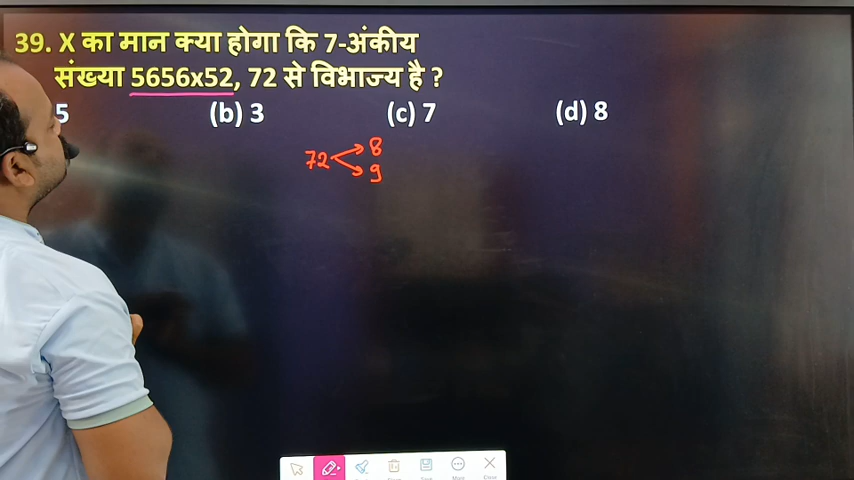 39. X का मान क्या होगा कि 7-अंकीय
संख्या 5656x52, 72 से विभाज्य है ?
5 (b) 3 (c) 7 (d) 8
72 8
9